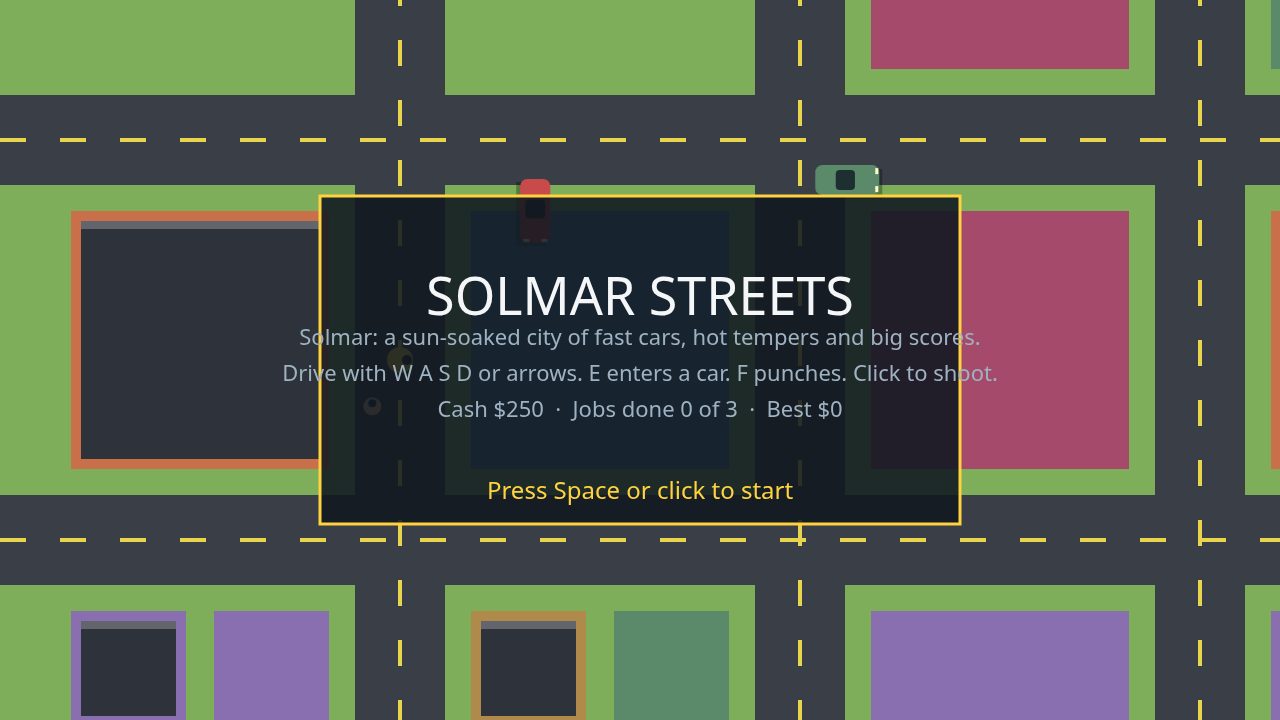 SOLMAR STREETS
Solmar: a sun-soaked city of fast cars, hot tempers and big scores.
Drive with W A S D or arrows. E enters a car. F punches. Click to shoot.
Cash $250 · Jobs done 0 of 3 · Best $0
Press Space or click to start